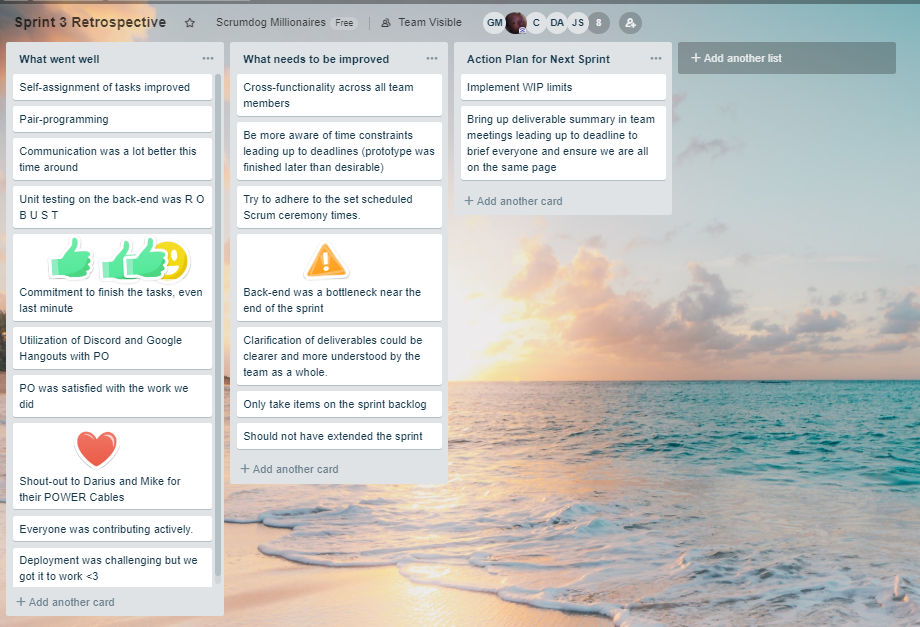 Sprint 3 Retrospective
Scrumdog Millionaires
Free
Team Visible
GM
C
DA
JS
8
What went well
Self-assignment of tasks improved
Pair-programming
Communication was a lot better this
time around
Unit testing on the back-end was R O
B U S T
Commitment to finish the tasks, even
last minute
Utilization of Discord and Google
Hangouts with PO
PO was satisfied with the work we
did
Shout-out to Darius and Mike for
their POWER Cables
Everyone was contributing actively.
Deployment was challenging but we
got it to work <3
+ Add another card
What needs to be improved
Cross-functionality across all team
members
Be more aware of time constraints
leading up to deadlines (prototype was
finished later than desirable)
Try to adhere to the set scheduled
Scrum ceremony times.
Back-end was a bottleneck near the
end of the sprint
Clarification of deliverables could be
clearer and more understood by the
team as a whole.
Only take items on the sprint backlog
Should not have extended the sprint
+ Add another card
Action Plan for Next Sprint
Implement WIP limits
Bring up deliverable summary in team
meetings leading up to deadline to
brief everyone and ensure we are all
on the same page
+ Add another card
+ Add another list